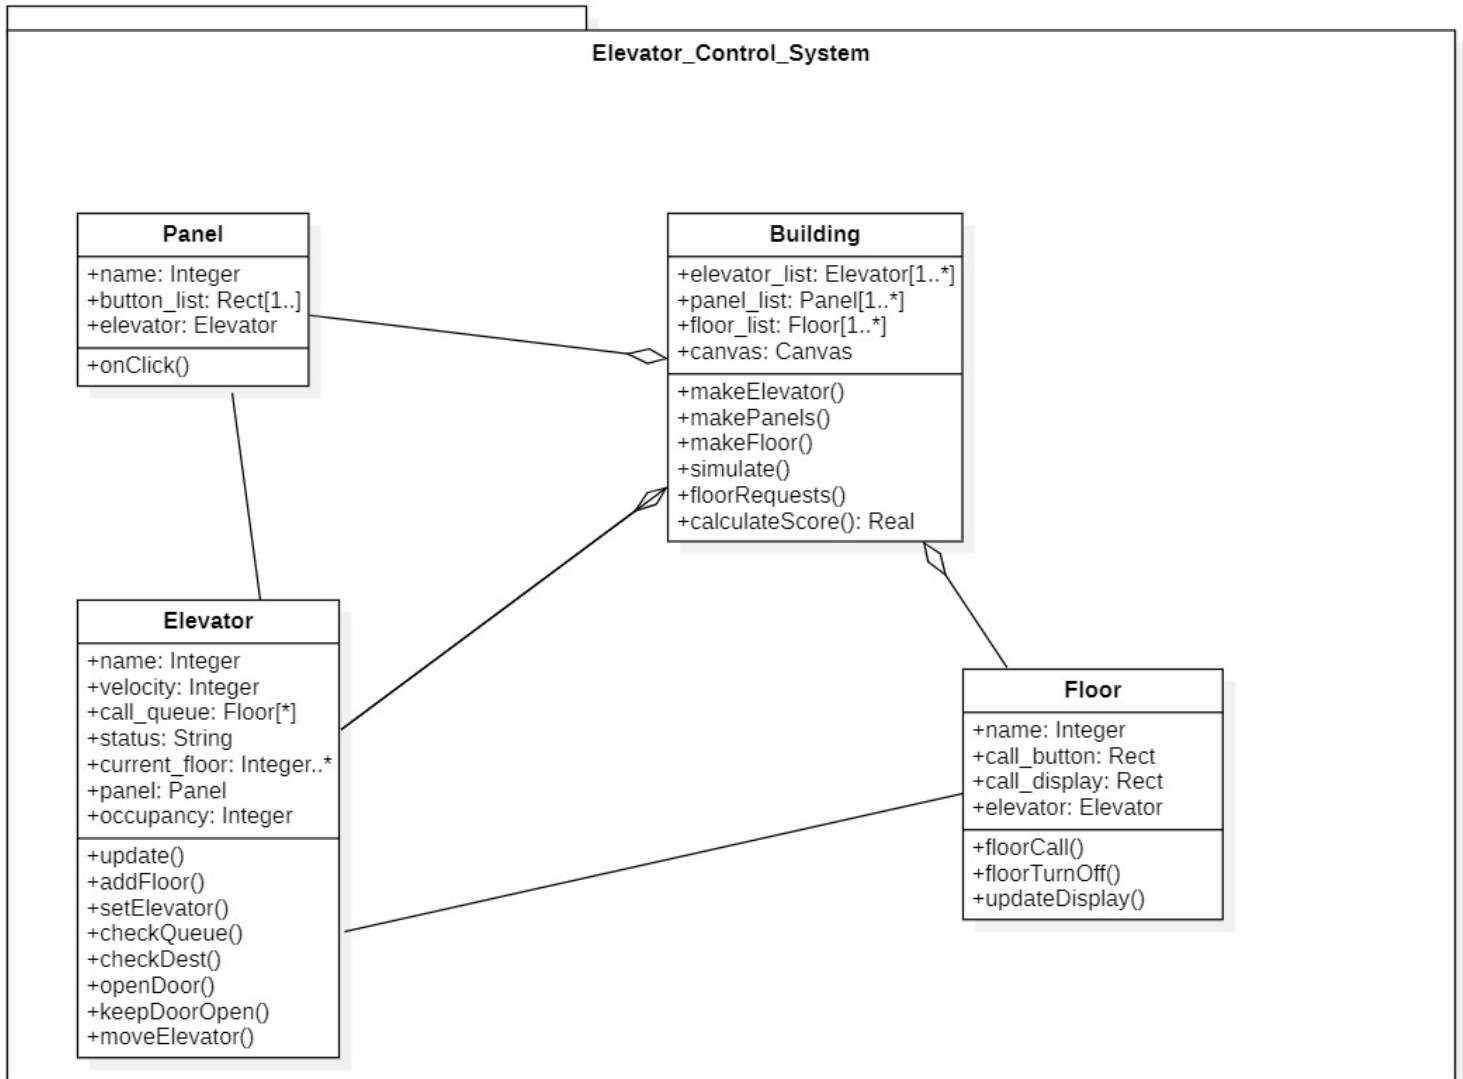 Elevator_Control_System
Panel
+name: Integer
+button_list: Rect[1..]
+elevator: Elevator
+onClick()
Building
+elevator_list: Elevator[1..*]
+panel_list: Panel[1..*]
+floor_list: Floor[1..*]
+canvas: Canvas
+makeElevator()
+makePanels()
+makeFloor()
+simulate()
+floorRequests()
+calculateScore(): Real
Elevator
+name: Integer
+velocity: Integer
+call_queue: Floor[*]
+status: String
+current_floor: Integer..*
+panel: Panel
+occupancy: Integer
+update()
+addFloor()
+setElevator()
+checkQueue()
+checkDest()
+openDoor()
+keepDoorOpen()
+moveElevator()
Floor
+name: Integer
+call_button: Rect
+call_display: Rect
+elevator: Elevator
+floorCall()
+floorTurnOff()
+updateDisplay()